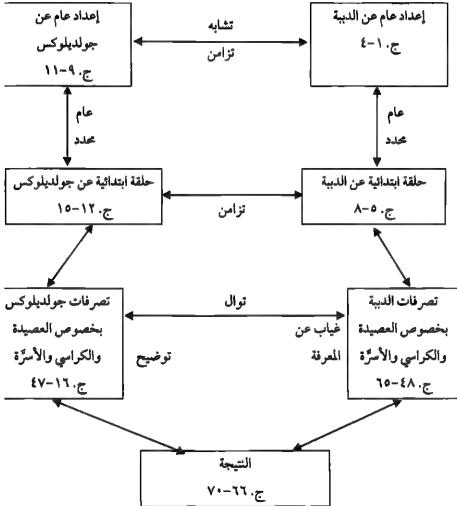 إعداد عام عن الدببة
ج. ١-٤
تشابه
تزامن
إعداد عام عن
جولديلوكس
ج. ٩-١١
عام
محدد
عام
محدد
حلقة ابتدائية عن الدببة
ج. ٥-٨
تزامن
حلقة ابتدائية عن جولديلوكس
ج. ١٢-١٥
تصرفات الدببة
بخصوص العصيدة
والكراسي والأسرَّة
ج. ٤٨-٦٥
توال
غياب عن
المعرفة
توضيح
تصرفات جولديلوكس
بخصوص العصيدة
والكراسي والأسرَّة
ج. ١٦-٤٧
النتيجة
ج. ٦٦-٧٠